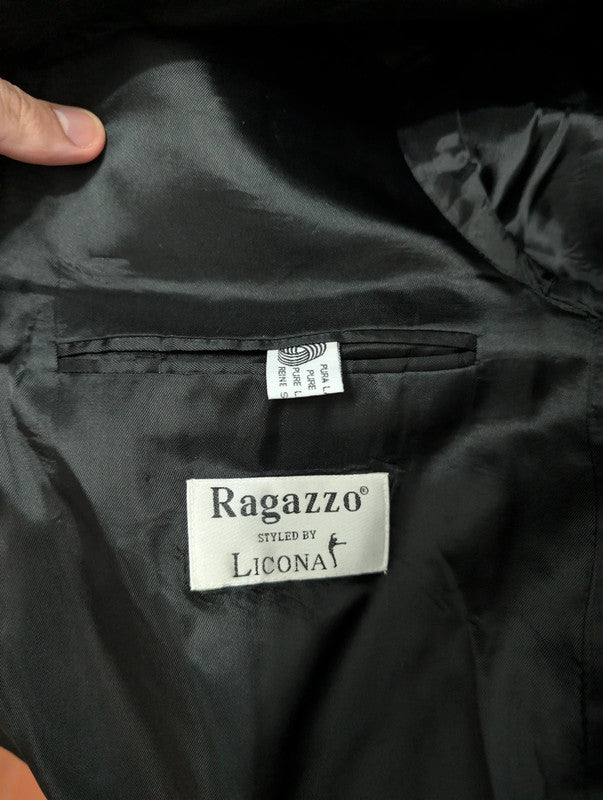 PURA L
PURE
PURE L
REINE S
Ragazzo®
STYLED BY
LICONA